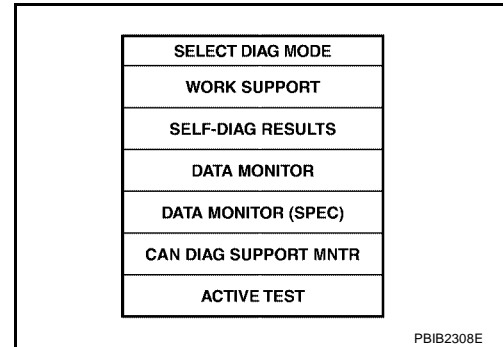 SELECT DIAG MODE
WORK SUPPORT
SELF-DIAG RESULTS
DATA MONITOR
DATA MONITOR (SPEC)
CAN DIAG SUPPORT MNTR
ACTIVE TEST
PBIB2308E